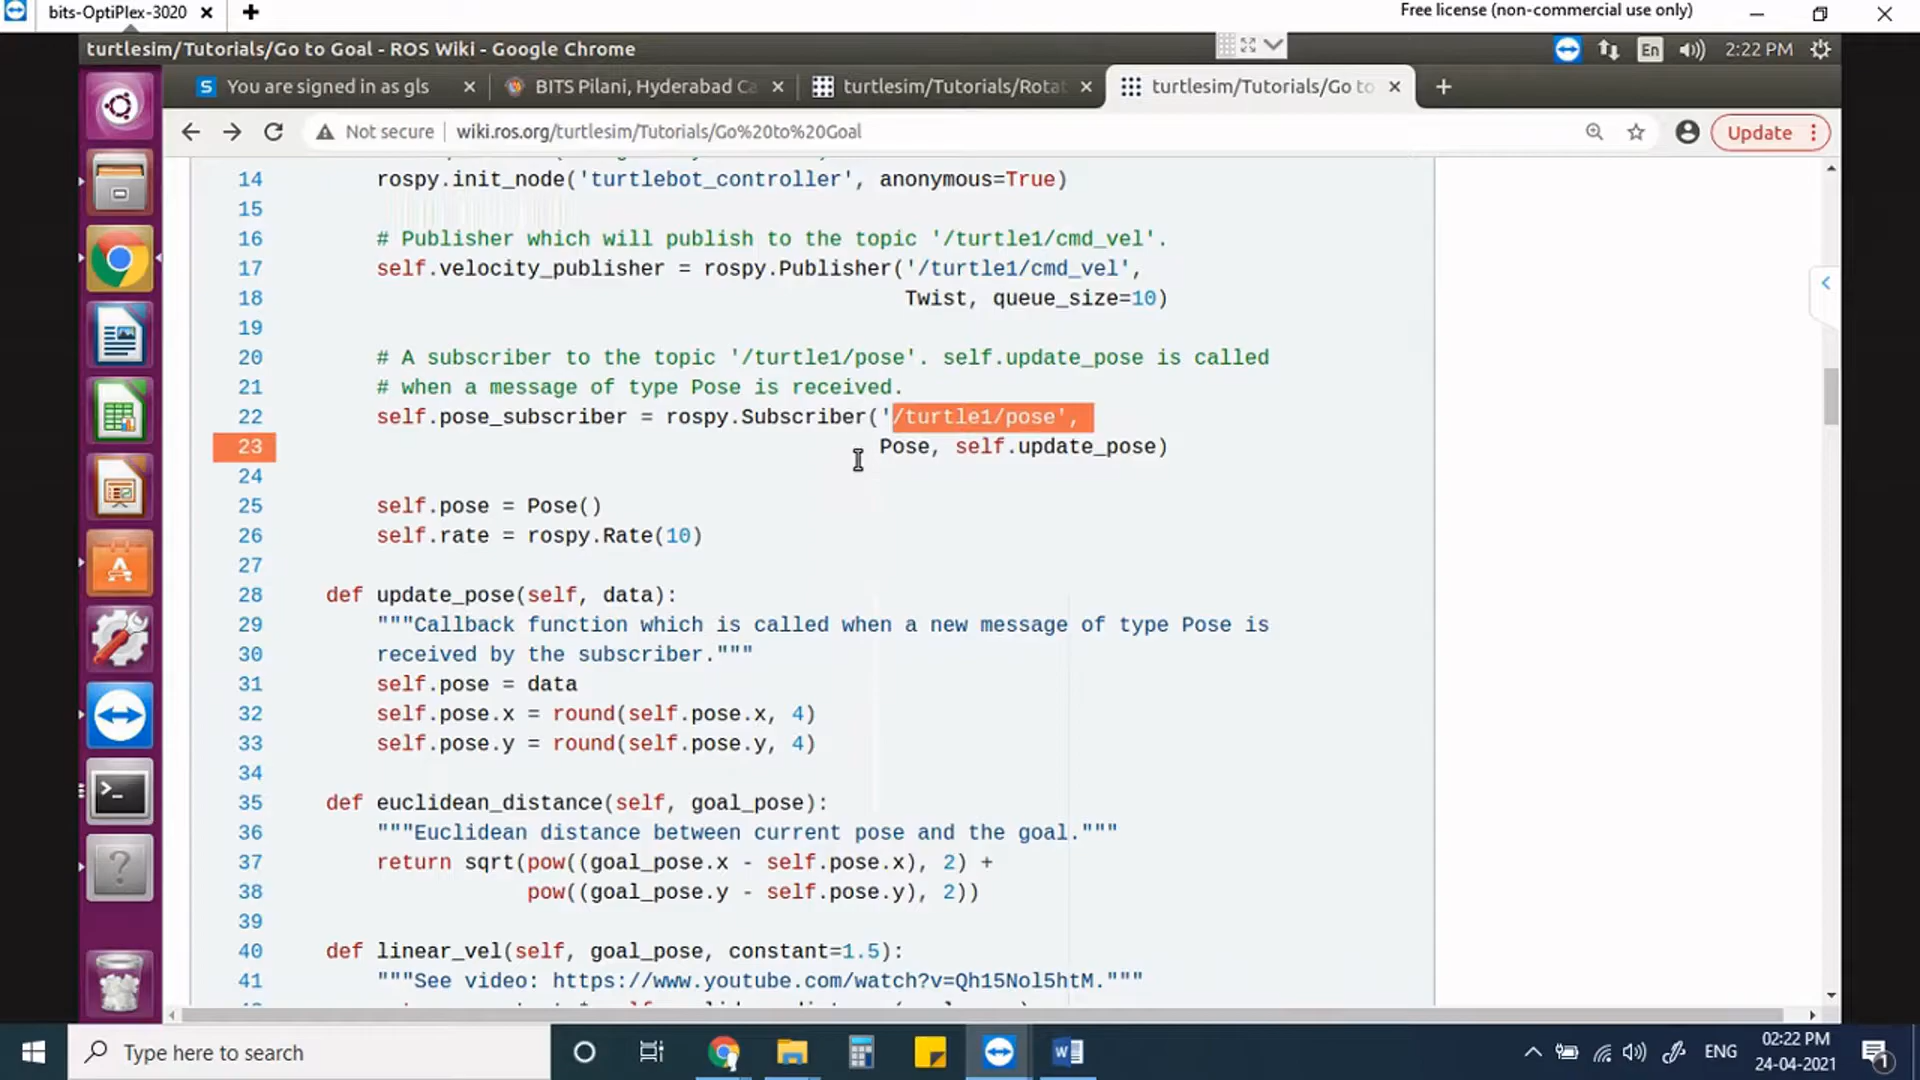 bits-OptiPlex-3020
Free license (non-commercial use only)
turtlesim/Tutorials/Go to Goal - ROS Wiki - Google Chrome
En
2:22 PM
You are signed in as gls
BITS Pilani, Hyderabad Ca
turtlesim/Tutorials/Rotat
turtlesim/Tutorials/Go to
Not secure
wiki.ros.org/turtlesim/Tutorials/Go%20to%20Goal
Update
14 rospy.init_node('turtlebot_controller', anonymous=True)
15
16 # Publisher which will publish to the topic '/turtle1/cmd_vel'.
17 self.velocity_publisher = rospy.Publisher('/turtle1/cmd_vel',
18 Twist, queue_size=10)
19
20 # A subscriber to the topic '/turtle1/pose'. self.update_pose is called
21 # when a message of type Pose is received.
22 self.pose_subscriber = rospy.Subscriber('/turtle1/pose',
23 Pose, self.update_pose)
24
25 self.pose = Pose()
26 self.rate = rospy.Rate(10)
27
28 def update_pose(self, data):
29 """Callback function which is called when a new message of type Pose is
30 received by the subscriber."""
31 self.pose = data
32 self.pose.x = round(self.pose.x, 4)
33 self.pose.y = round(self.pose.y, 4)
34
35 def euclidean_distance(self, goal_pose):
36 """Euclidean distance between current pose and the goal."""
37 return sqrt(pow((goal_pose.x - self.pose.x), 2) +
38 pow((goal_pose.y - self.pose.y), 2))
39
40 def linear_vel(self, goal_pose, constant=1.5):
41 """See video: https://www.youtube.com/watch?v=Qh15Nol5htM."""
Type here to search
ENG
02:22 PM
24-04-2021
1